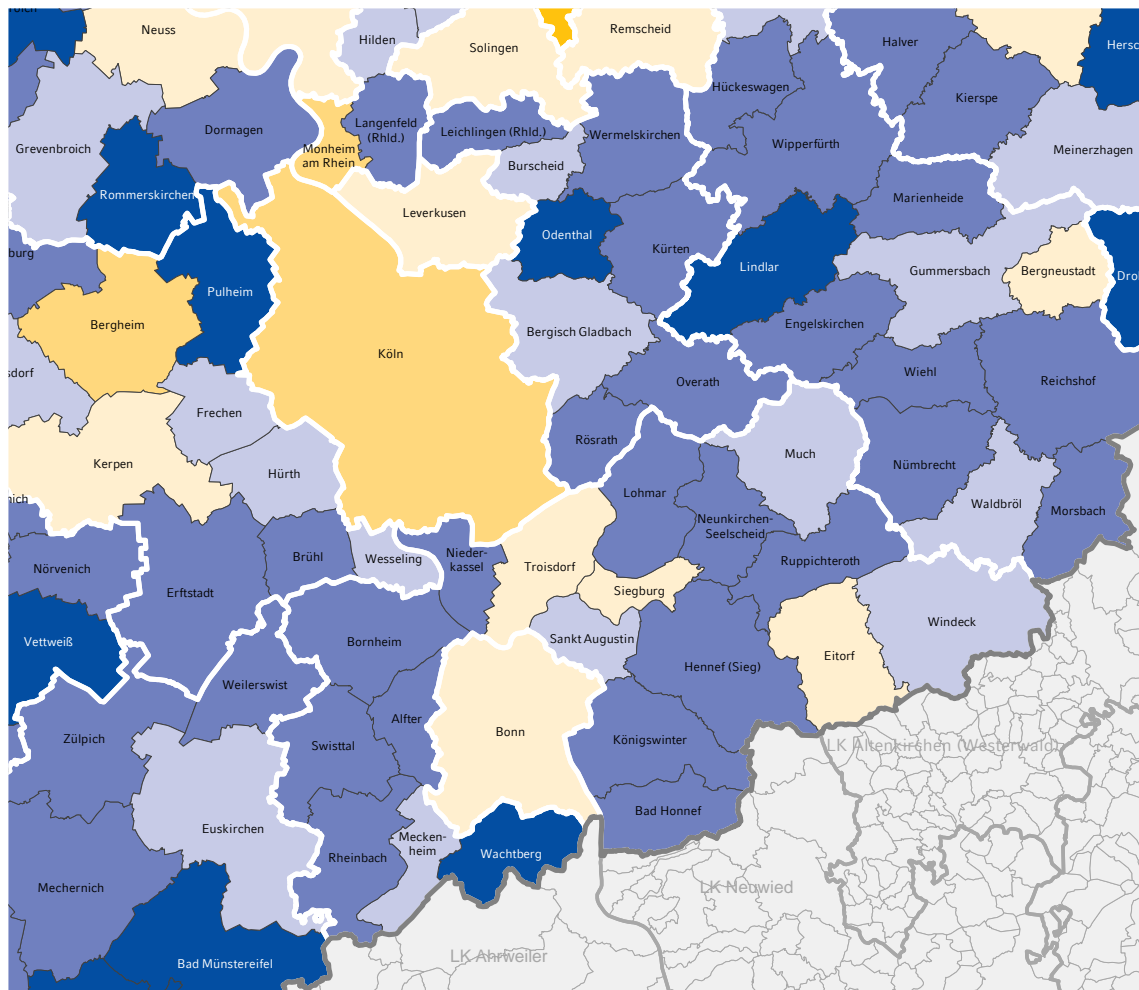 Neuss
Hilden
Solingen
Remscheid
Halver
Hersc
Hückeswagen
Kierspe
Dormagen
Langenfeld
(Rhld.)
Leichlingen (Rhld.)
Wermelskirchen
Wipperfürth
Meinerzhagen
Grevenbroich
Monheim
am Rhein
Burscheid
Rommerskirchen
Marienheide
Leverkusen
Odenthal
Kürten
burg
Lindlar
Gummersbach
Bergneustadt
Drol
Pulheim
Bergheim
Bergisch Gladbach
Engelskirchen
Köln
sdorf
Overath
Wiehl
Reichshof
Frechen
Rösrath
Kerpen
Hürth
Much
Nümbrecht
Lohmar
Waldbröl
Morsbach
Neunkirchen-
Seelscheid
Nörvenich
Brühl
Wesseling
Nieder-
kassel
Troisdorf
Ruppichteroth
Erftstadt
Siegburg
Vettweiß
Bornheim
Sankt Augustin
Windeck
Hennef (Sieg)
Eitorf
Weilerswist
Alfter
Zülpich
Swisttal
Bonn
Königswinter
LK Altenkirchen (Westerwald)
Bad Honnef
Euskirchen
Mecken-
heim
Rheinbach
Wachtberg
Mechernich
LK Neuwied
LK Ahrweiler
Bad Münstereifel